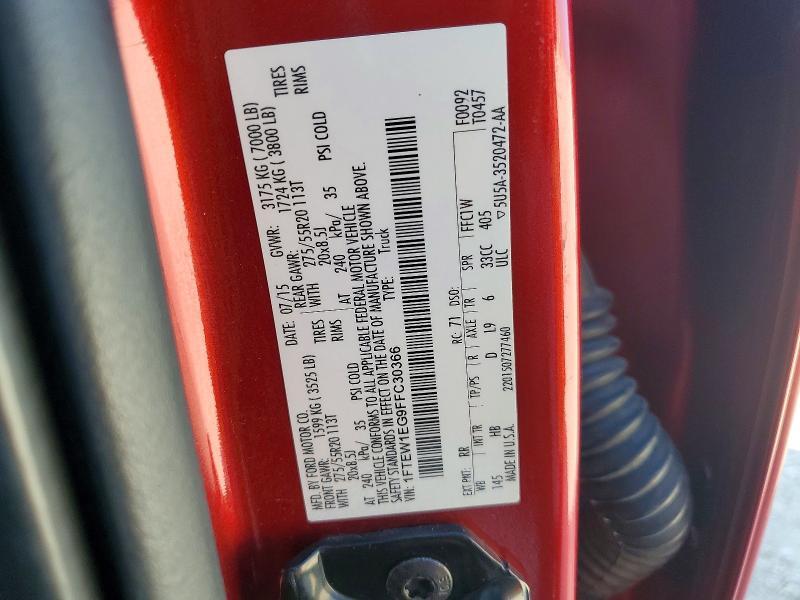 MFD. BY FORD MOTOR CO. DATE: 07/15 GVWR: 3175 KG ( 7000 LB)
FRONT GAWR: 1599 KG ( 3525 LB) REAR GAWR: 1724 KG ( 3800 LB)
WITH 275/55R20 113T TIRES WITH 275/55R20 113T TIRES
20x8.5J RIMS 20x8.5J RIMS
AT 240 kPa/ 35 PSI COLD AT 240 kPa/ 35 PSI COLD
THIS VEHICLE CONFORMS TO ALL APPLICABLE FEDERAL MOTOR VEHICLE
SAFETY STANDARDS IN EFFECT ON THE DATE OF MANUFACTURE SHOWN ABOVE.
VIN: 1FTEW1EG9FFC30366 TYPE: Truck
F0092
T0457
EXT PNT: RR RC: 71 DSO: FFC1W
WB INT TR TP/PS R AXLE TR SPR 405
145 HB D L9 6 33CC
MADE IN U.S.A. 2201507277460 ULC ▽5U5A-3520472-AA